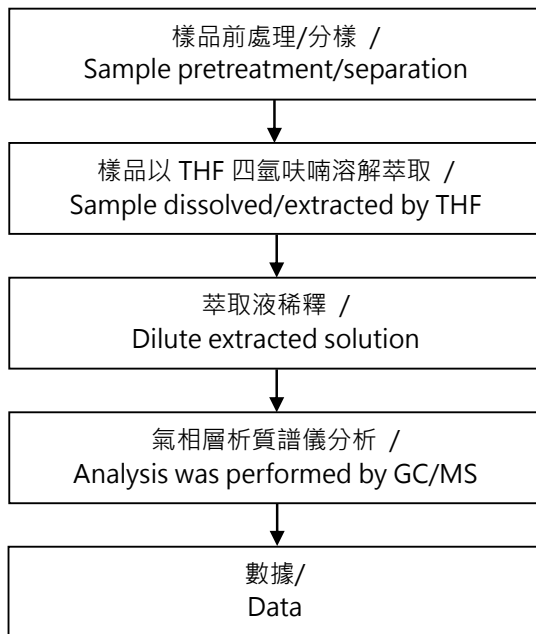 樣品前處理/分樣 /
Sample pretreatment/separation
樣品以 THF 四氫呋喃溶解萃取 /
Sample dissolved/extracted by THF
萃取液稀釋 /
Dilute extracted solution
氣相層析質譜儀分析 /
Analysis was performed by GC/MS
數據/
Data